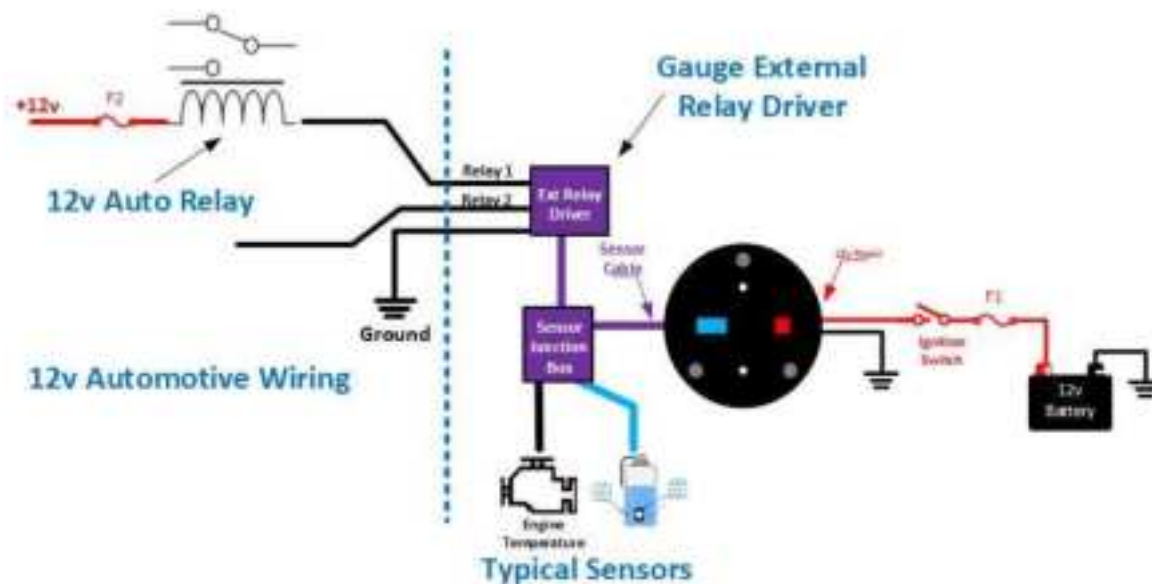 Gauge External
Relay Driver
+12v
F2
12v Auto Relay
Relay 1
Relay 2
Ext Relay
Driver
Sensor
Cable
Ground
Sensor
Junction
Box
F1
Ignition
Switch
12v
Battery
12v Automotive Wiring
Engine
Temperature
Typical Sensors